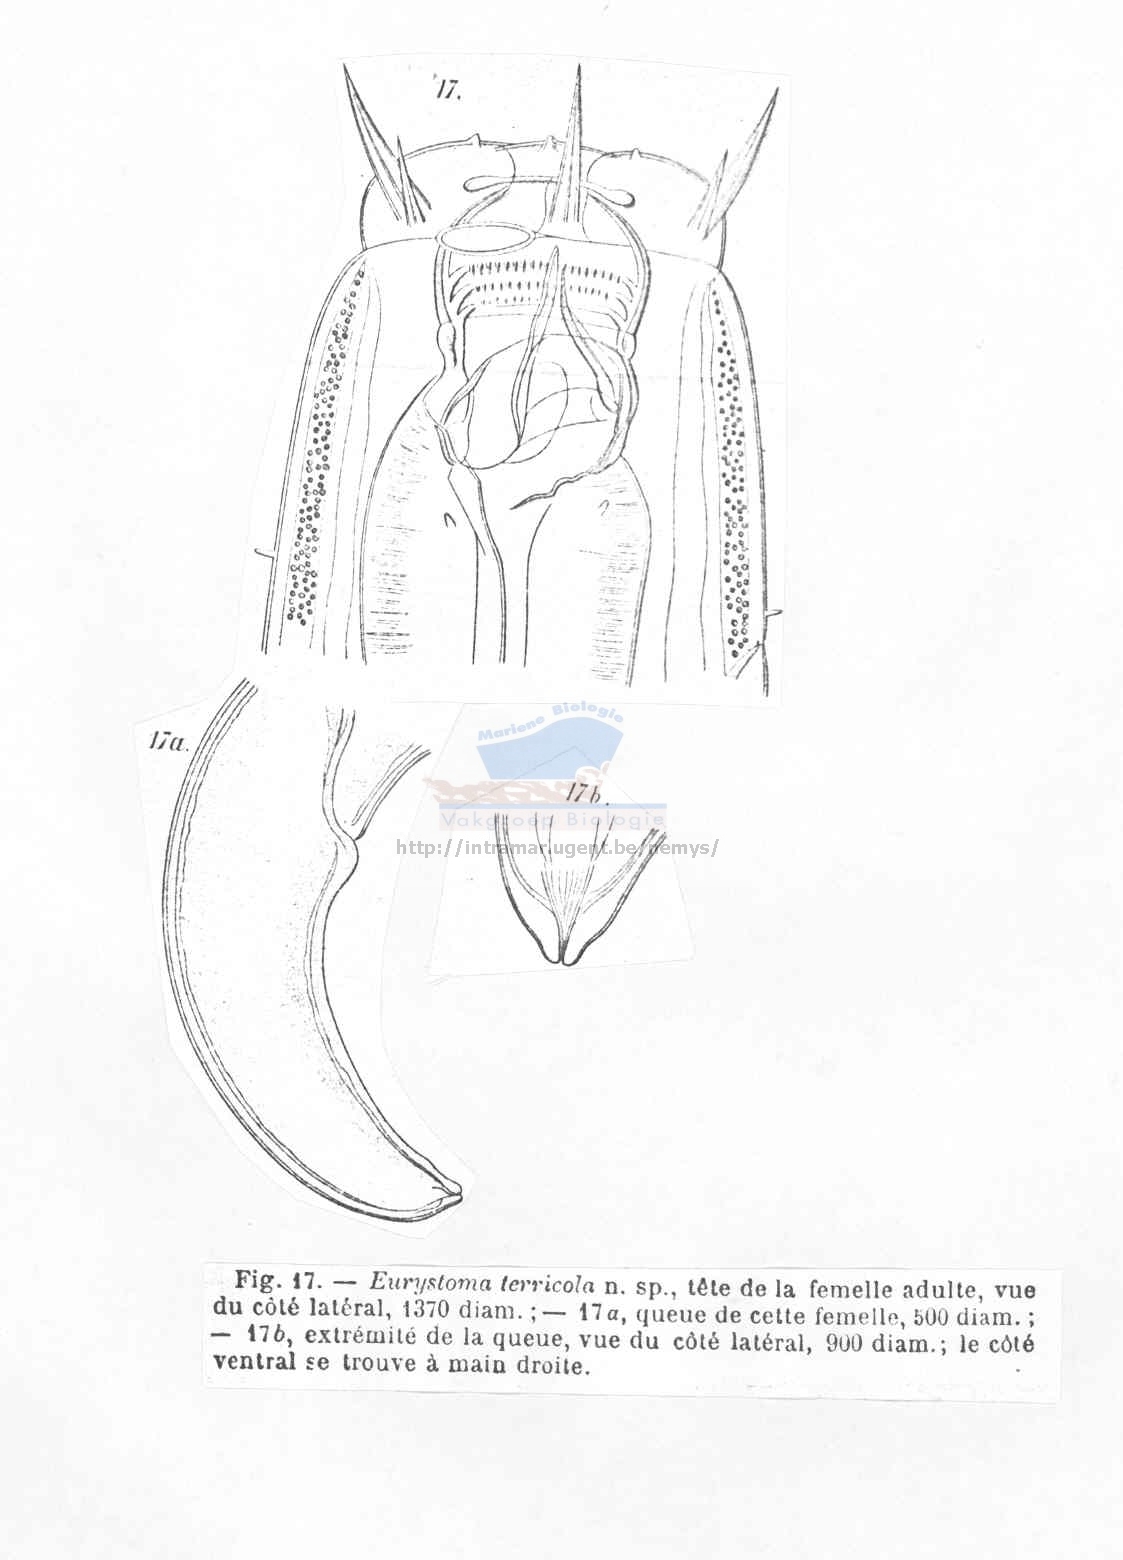 17.
17a.
Mariene Biologie
17b.
Vakgroep Biologie
http://intramar.ugent.be/nemys/
Fig. 17. — Eurystoma terricola n. sp., tête de la femelle adulte, vue
du côté latéral, 1370 diam. ; — 17a, queue de cette femelle, 500 diam. ;
— 17b, extrémité de la queue, vue du côté latéral, 900 diam. ; le côté
ventral se trouve à main droite.